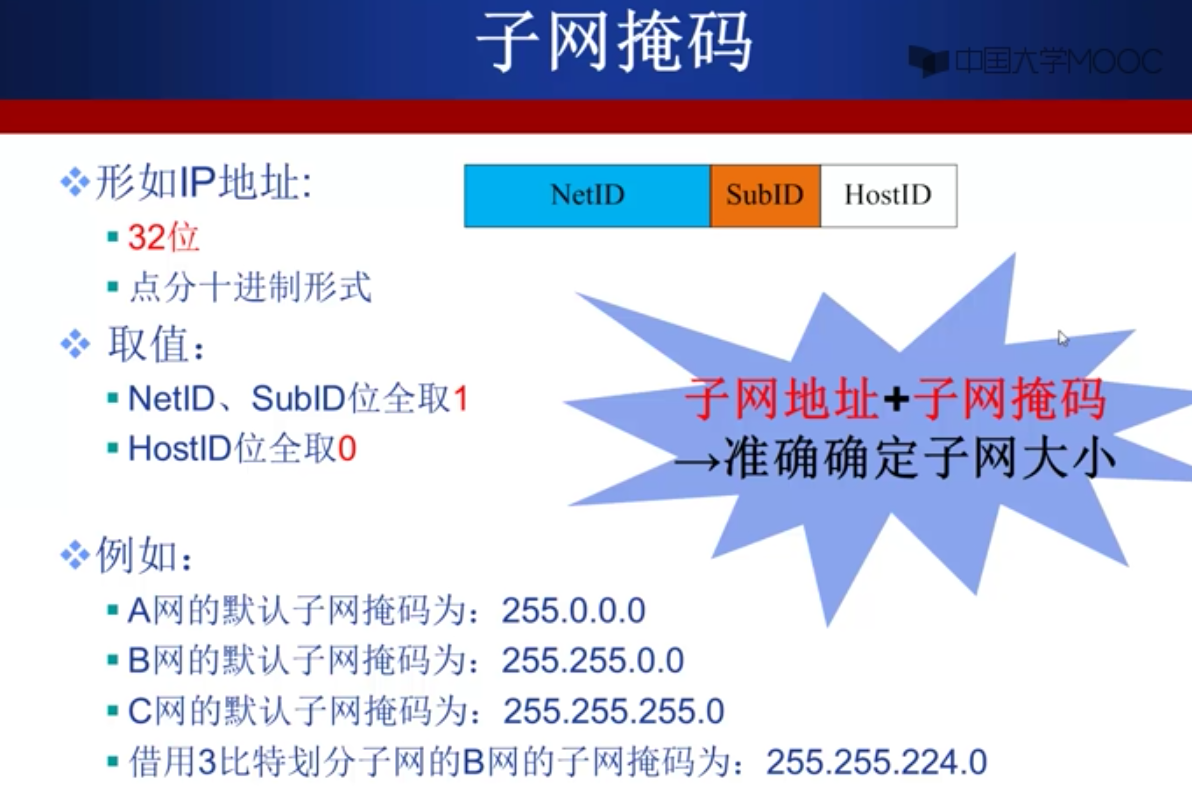 子网掩码
中国大学MOOC
形如IP地址:
NetID SubID HostID
32位
点分十进制形式
取值：
NetID、SubID位全取1
HostID位全取0
子网地址+子网掩码
→准确确定子网大小
例如：
A网的默认子网掩码为：255.0.0.0
B网的默认子网掩码为：255.255.0.0
C网的默认子网掩码为：255.255.255.0
借用3比特划分子网的B网的子网掩码为：255.255.224.0